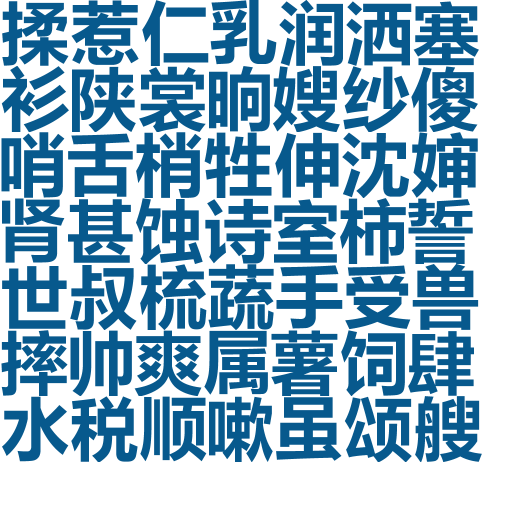 揉惹仁乳润洒塞
衫陕裳晌嫂纱傻
哨舌梢牲伸沈婶
肾甚蚀诗室柿誓
世叔梳蔬手受兽
摔帅爽属薯饲肆
水税顺嗽虽颂艘